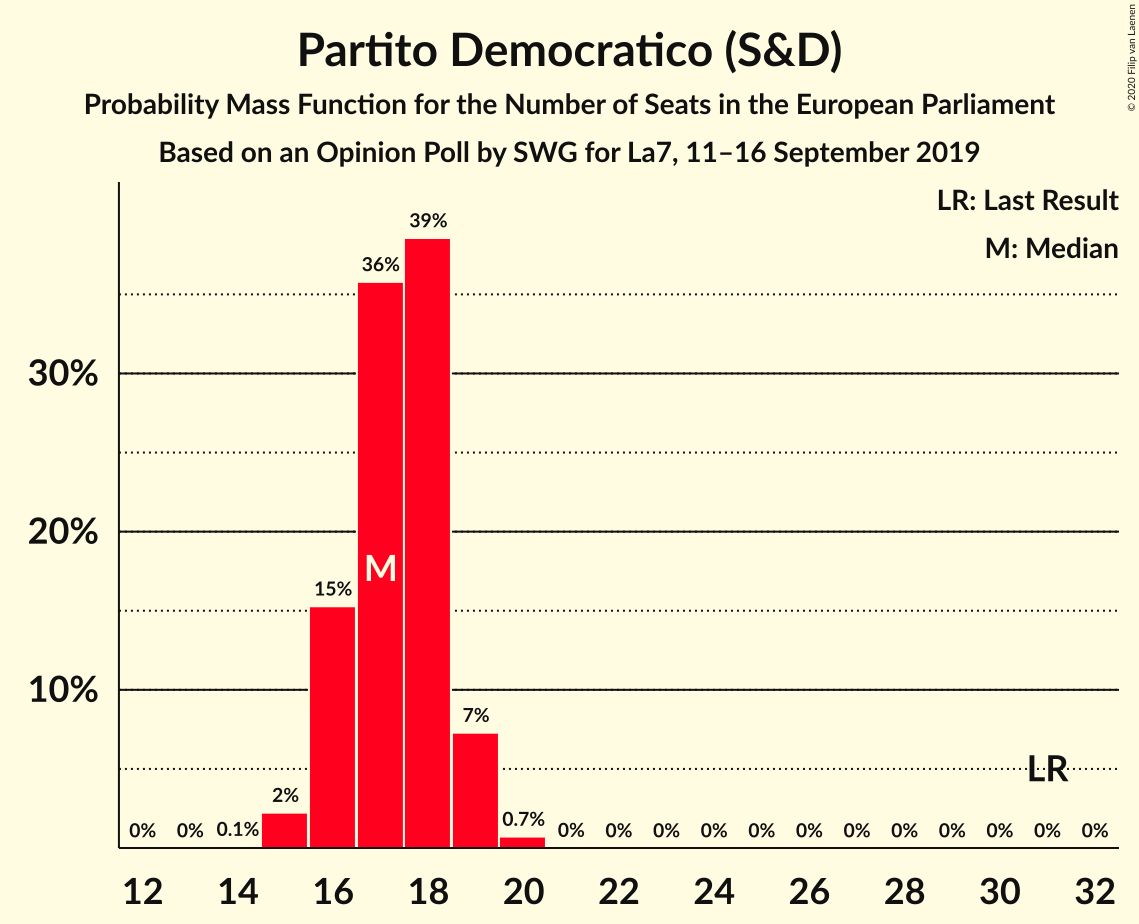 Partito Democratico (S&D)
Probability Mass Function for the Number of Seats in the European Parliament
Based on an Opinion Poll by SWG for La7, 11–16 September 2019
© 2020 Filip van Laenen
LR: Last Result
M: Median
39%
36%
30%
20%
M
15%
10%
7%
LR
2%
0% 0% 0.1% 0.7% 0% 0% 0% 0% 0% 0% 0% 0% 0% 0% 0% 0%
12 14 16 18 20 22 24 26 28 30 32